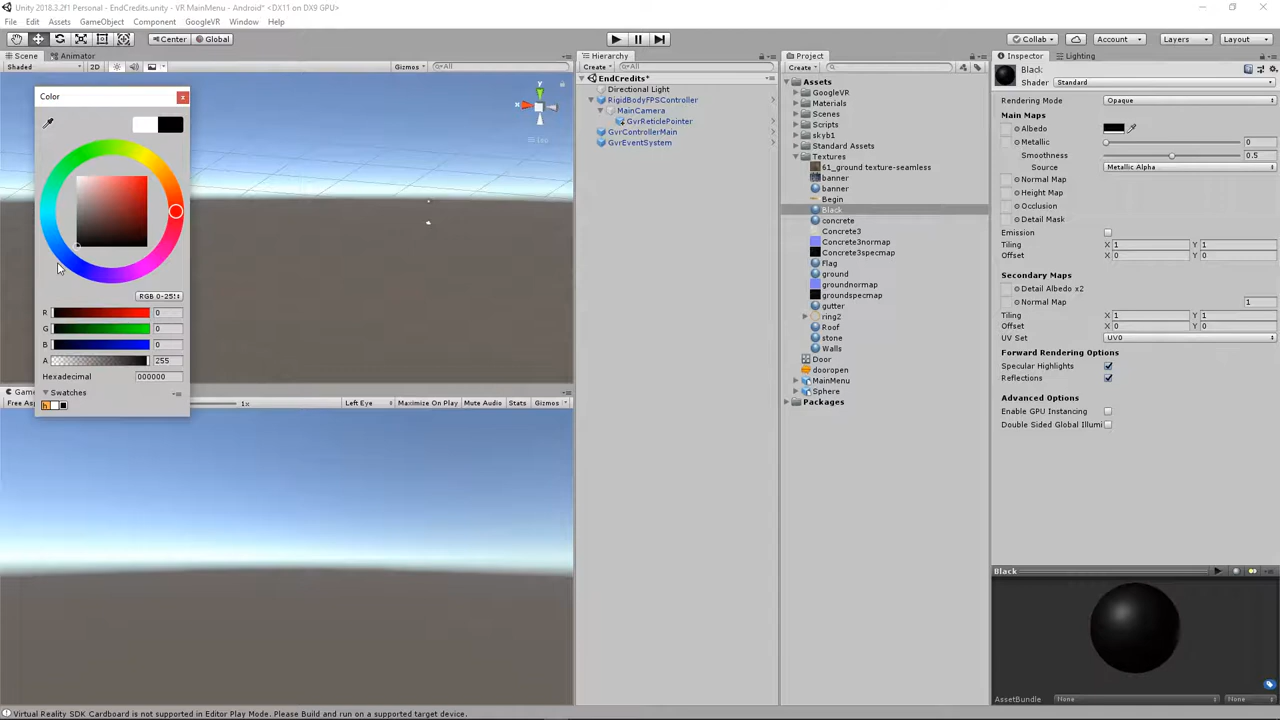 Unity 2018.3.2f1 Personal - EndCredits.unity - VR MainMenu - Android* <DX11 on DX9 GPU>
File Edit Assets GameObject Component GoogleVR Window Help
Center Global Collab Account Layers Layout
Scene Animator
Shaded 2D Gizmos All
Color
RGB 0-255
R 0
G 0
B 0
A 255
Hexadecimal 000000
Swatches
Game
Free Asp 1x Left Eye Maximize On Play Mute Audio Stats Gizmos
Hierarchy
Create All
EndCredits*
Directional Light
RigidBodyFPSController
MainCamera
GvrReticlePointer
GvrControllerMain
GvrEventSystem
Project
Create
Assets
GoogleVR
Materials
Scenes
Scripts
skyb1
Standard Assets
Textures
61_ground texture-seamless
banner
banner
Begin
Black
concrete
Concrete3
Concrete3normap
Concrete3specmap
Flag
ground
groundnormap
groundspecmap
gutter
ring2
Roof
stone
Walls
Door
dooropen
MainMenu
Sphere
Packages
Inspector Lighting
Black
Shader Standard
Rendering Mode Opaque
Main Maps
Albedo
Metallic 0
Smoothness 0.5
Source Metallic Alpha
Normal Map
Height Map
Occlusion
Detail Mask
Emission
Tiling X 1 Y 1
Offset X 0 Y 0
Secondary Maps
Detail Albedo x2
Normal Map 1
Tiling X 1 Y 1
Offset X 0 Y 0
UV Set UV0
Forward Rendering Options
Specular Highlights
Reflections
Advanced Options
Enable GPU Instancing
Double Sided Global Illumi
Black
AssetBundle None None
Virtual Reality SDK Cardboard is not supported in Editor Play Mode. Please Build and run on a supported target device.